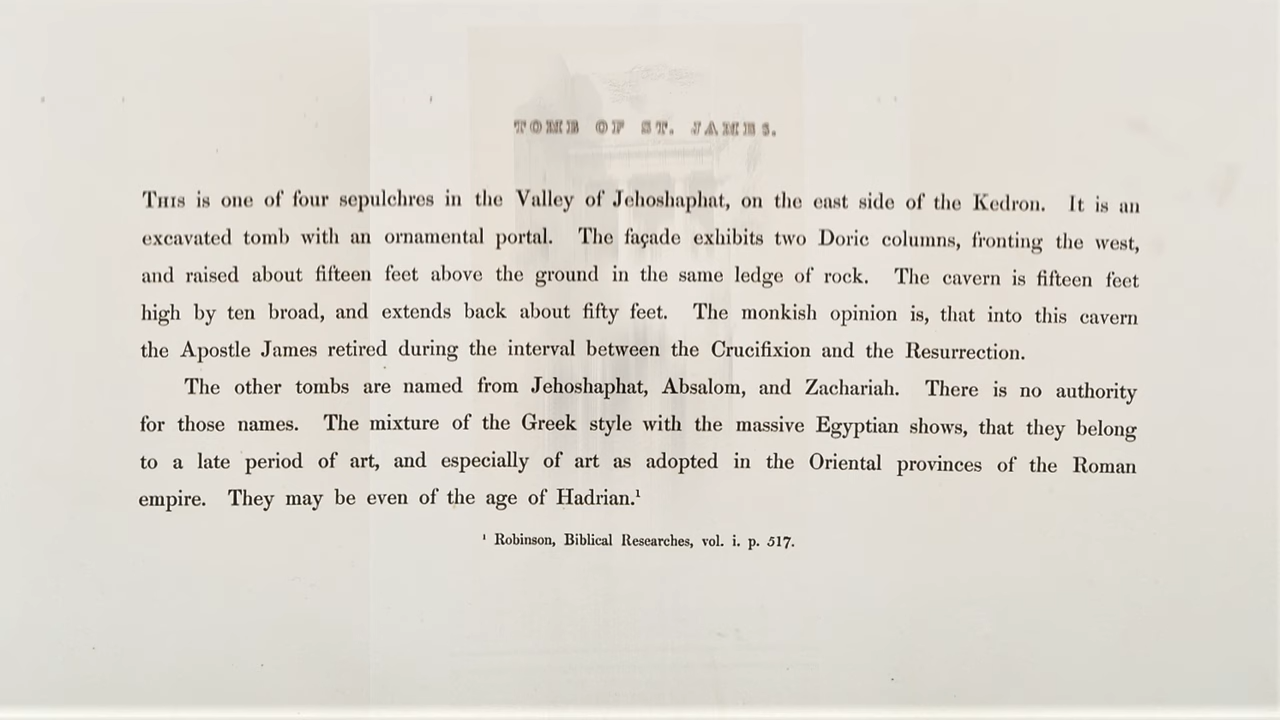 TOMB OF ST. JAMES.
THIS is one of four sepulchres in the Valley of Jehoshaphat, on the east side of the Kedron. It is an
excavated tomb with an ornamental portal. The façade exhibits two Doric columns, fronting the west,
and raised about fifteen feet above the ground in the same ledge of rock. The cavern is fifteen feet
high by ten broad, and extends back about fifty feet. The monkish opinion is, that into this cavern
the Apostle James retired during the interval between the Crucifixion and the Resurrection.
The other tombs are named from Jehoshaphat, Absalom, and Zachariah. There is no authority
for those names. The mixture of the Greek style with the massive Egyptian shows, that they belong
to a late period of art, and especially of art as adopted in the Oriental provinces of the Roman
empire. They may be even of the age of Hadrian.¹
¹ Robinson, Biblical Researches, vol. i. p. 517.